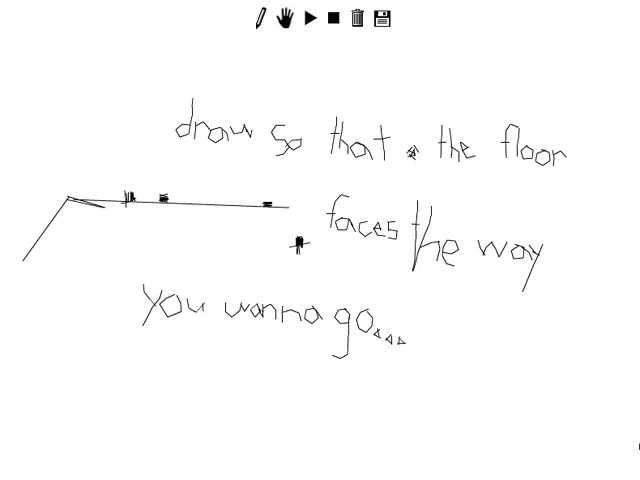 draw so that the floor
faces the way
you wanna go...